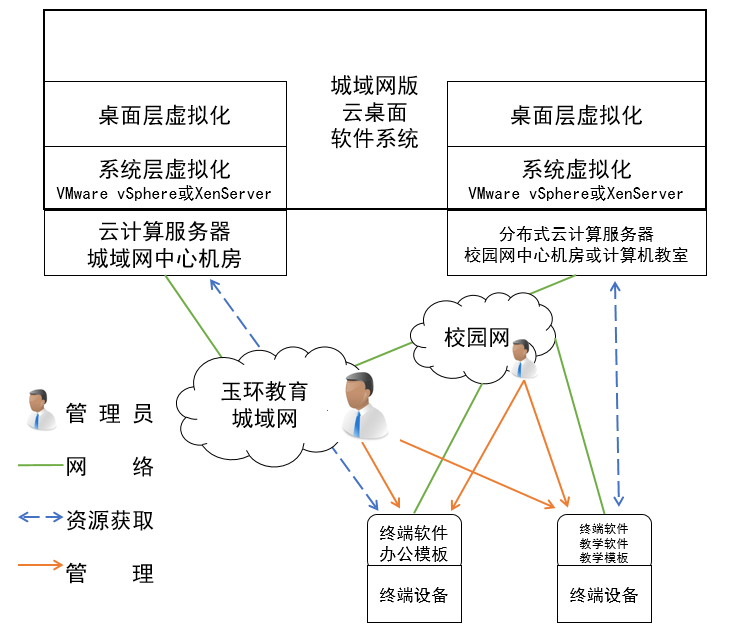 城域网版
云桌面
软件系统
桌面层虚拟化
系统层虚拟化
VMware vSphere或XenServer
云计算服务器
城域网中心机房
桌面层虚拟化
系统虚拟化
VMware vSphere或XenServer
分布式云计算服务器
校园网中心机房或计算机教室
校园网
玉环教育
城域网
管理员
网 络
资源获取
管 理
终端软件
办公模板
终端设备
终端软件
教学软件
教学模板
终端设备